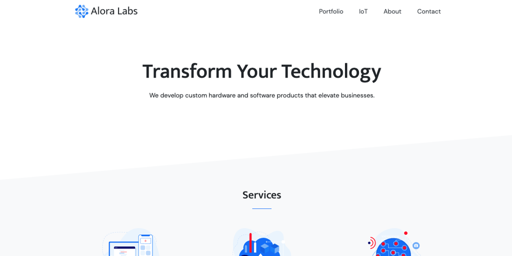 Alora Labs
Portfolio
IoT
About
Contact
Transform Your Technology
We develop custom hardware and software products that elevate businesses.
Services